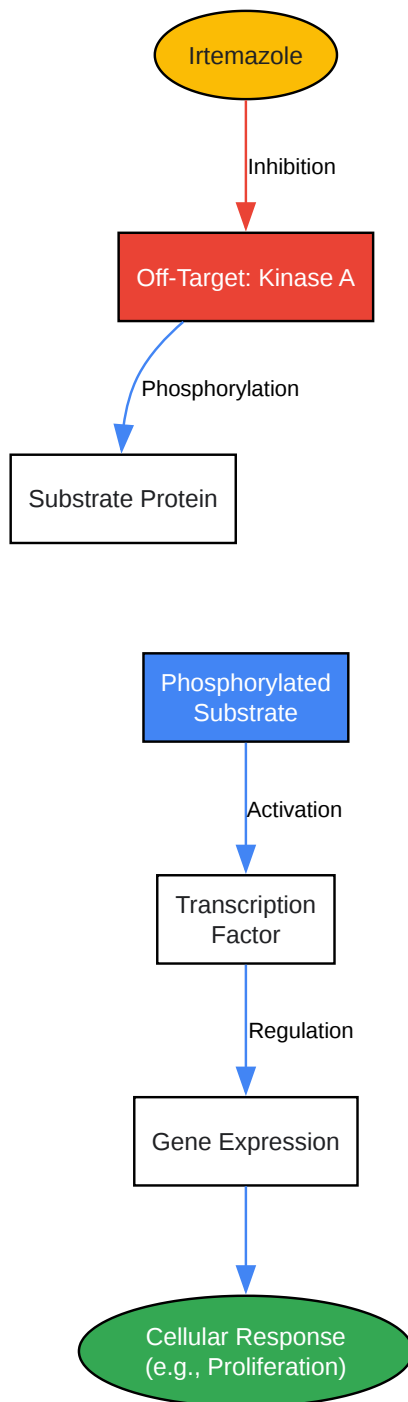 Irtemazole
Inhibition
Off-Target: Kinase A
Phosphorylation
Substrate Protein
Phosphorylated
Substrate
Activation
Transcription
Factor
Regulation
Gene Expression
Cellular Response
(e.g., Proliferation)